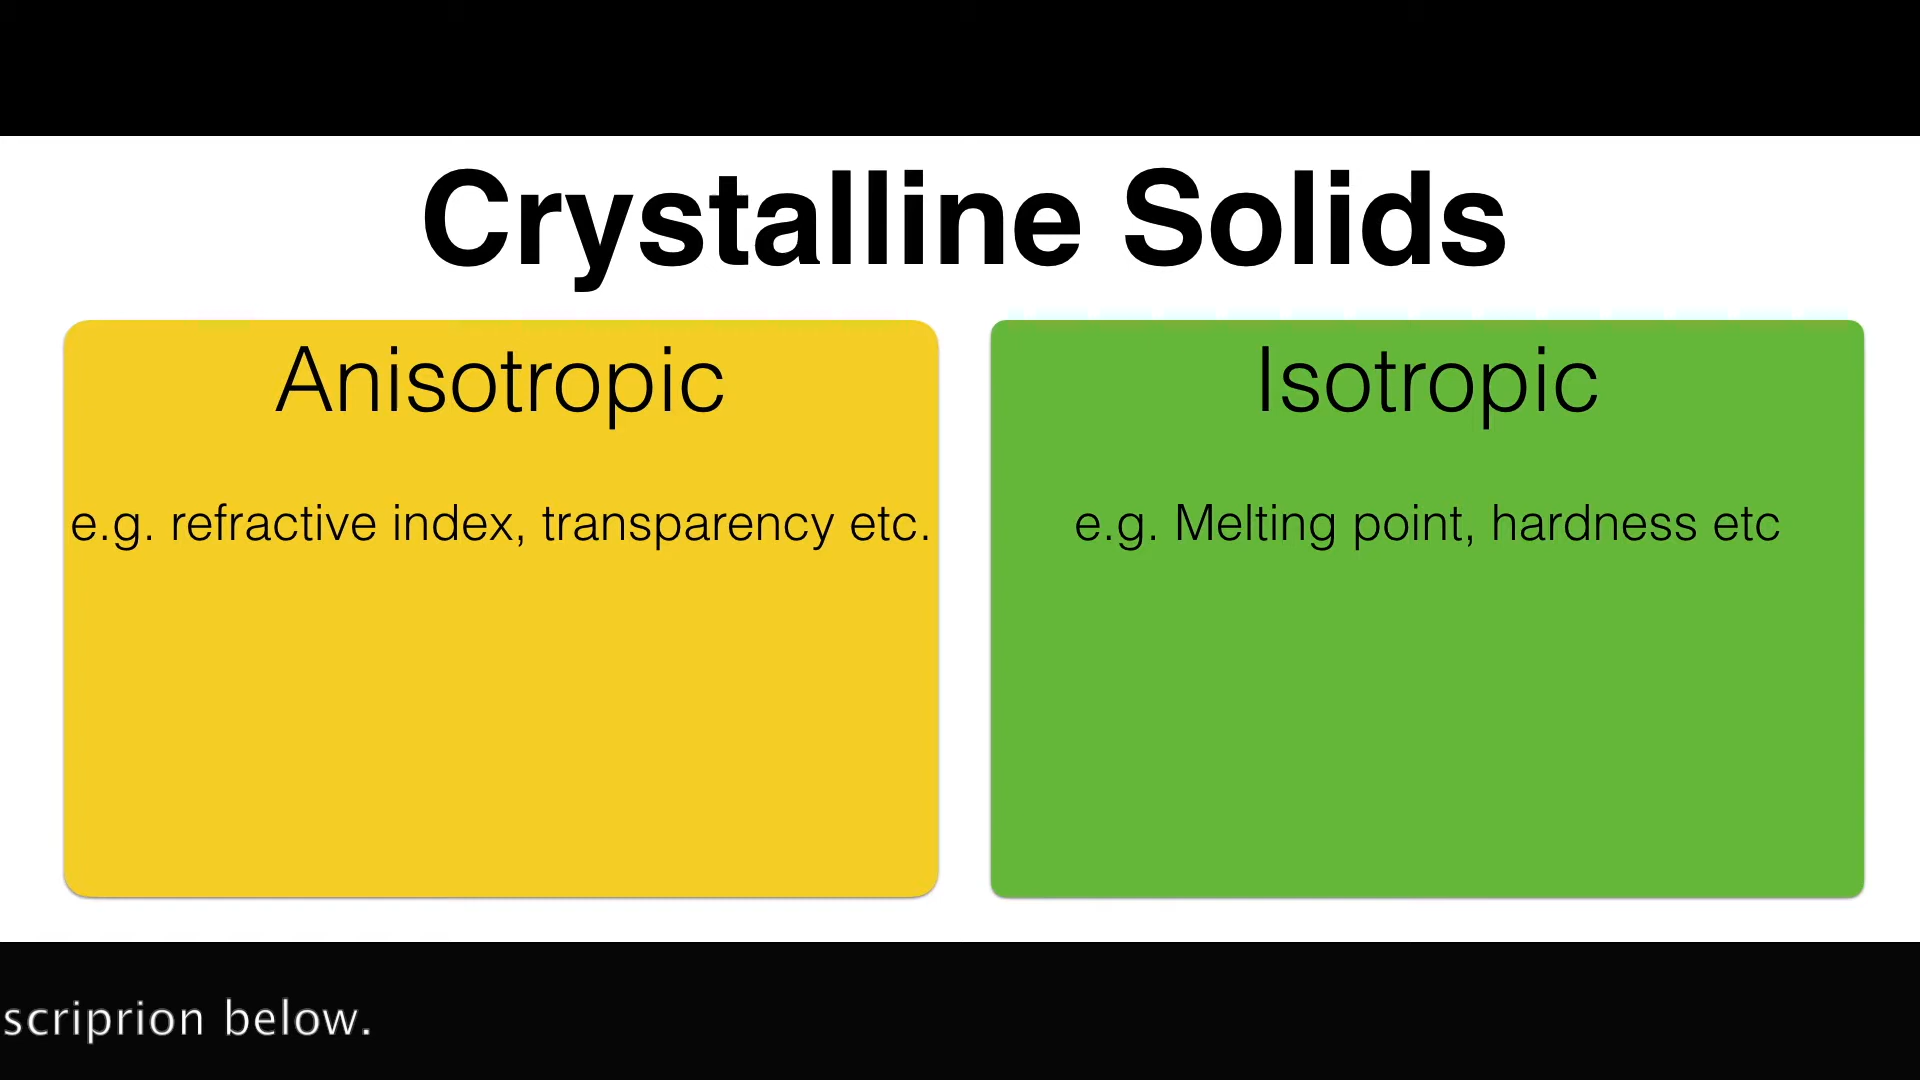 Crystalline Solids
Anisotropic
e.g. refractive index, transparency etc.
Isotropic
e.g. Melting point, hardness etc
scriprion below.